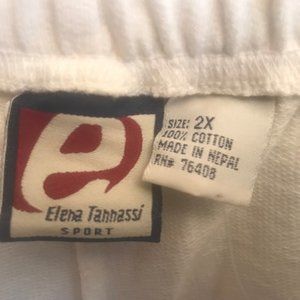 e
Elena Tannassi
SPORT
SIZE: 2X
100% COTTON
MADE IN NEPAL
RN# 76408